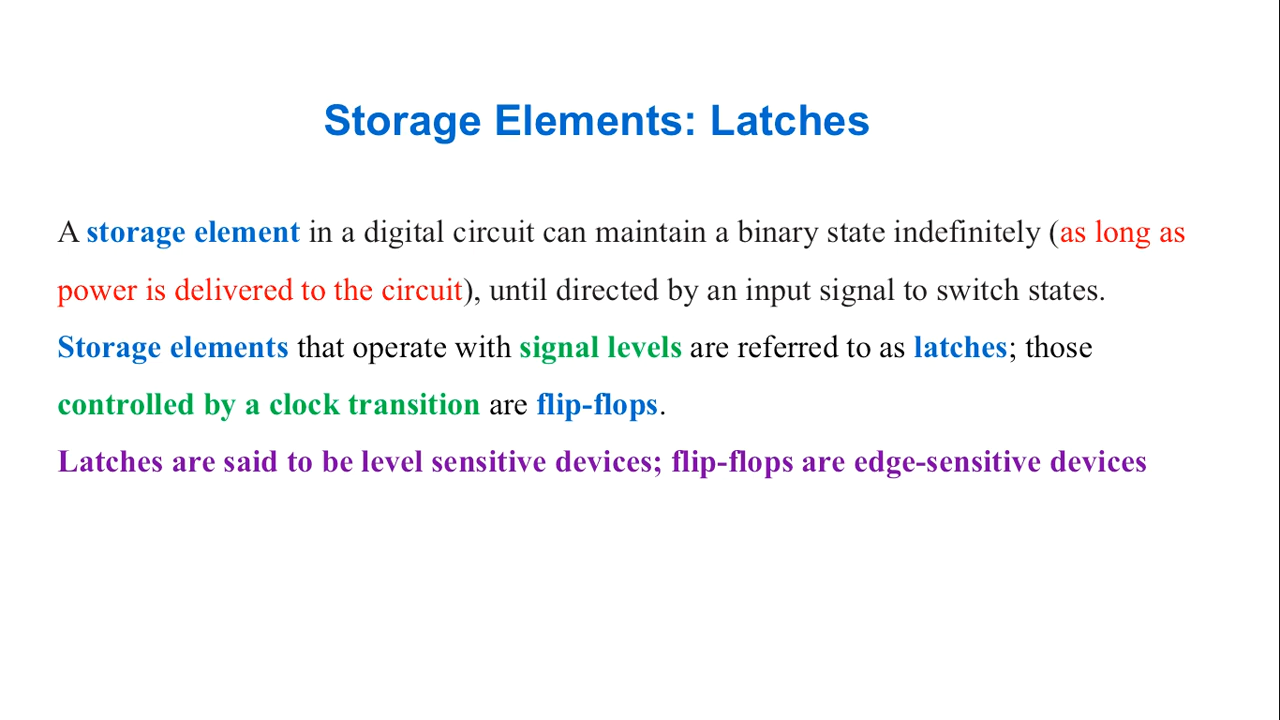 Storage Elements: Latches
A storage element in a digital circuit can maintain a binary state indefinitely (as long as
power is delivered to the circuit), until directed by an input signal to switch states.
Storage elements that operate with signal levels are referred to as latches; those
controlled by a clock transition are flip-flops.
Latches are said to be level sensitive devices; flip-flops are edge-sensitive devices